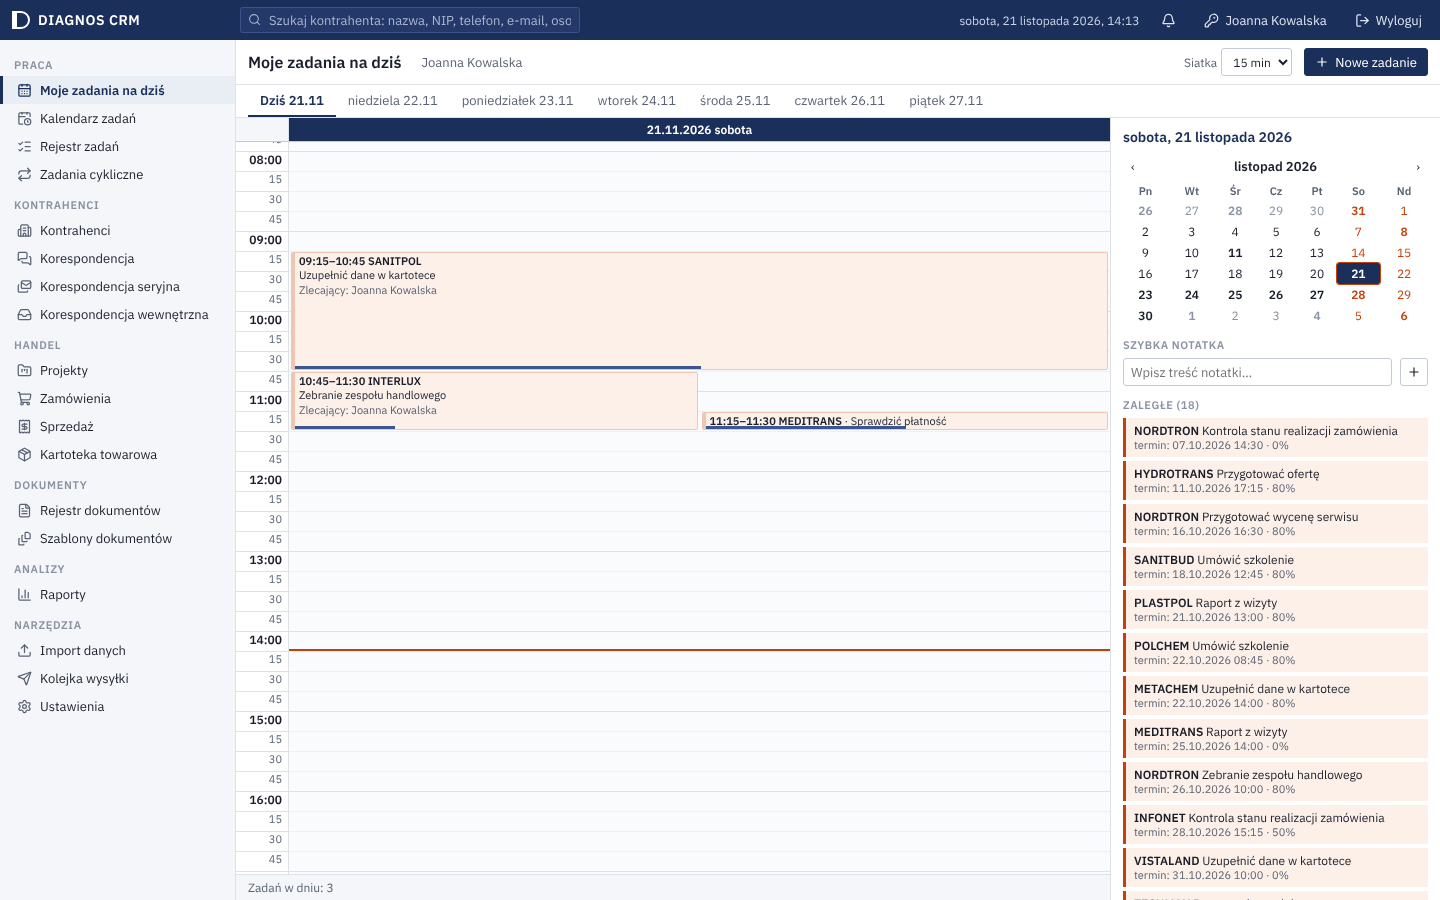 DIAGNOS CRM
Szukaj kontrahenta: nazwa, NIP, telefon, e-mail, oso
sobota, 21 listopada 2026, 14:13
Joanna Kowalska
Wyloguj
PRACA
Moje zadania na dziś
Kalendarz zadań
Rejestr zadań
Zadania cykliczne
KONTRAHENCI
Kontrahenci
Korespondencja
Korespondencja seryjna
Korespondencja wewnętrzna
HANDEL
Projekty
Zamówienia
Sprzedaż
Kartoteka towarowa
DOKUMENTY
Rejestr dokumentów
Szablony dokumentów
ANALIZY
Raporty
NARZĘDZIA
Import danych
Kolejka wysyłki
Ustawienia
Moje zadania na dziś Joanna Kowalska
Siatka 15 min
Nowe zadanie
Dziś 21.11 niedziela 22.11 poniedziałek 23.11 wtorek 24.11 środa 25.11 czwartek 26.11 piątek 27.11
21.11.2026 sobota
08:00
15
30
45
09:00
15
30
45
10:00
15
30
45
11:00
15
30
45
12:00
15
30
45
13:00
15
30
45
14:00
15
30
45
15:00
15
30
45
16:00
15
30
45
09:15–10:45 SANITPOL
Uzupełnić dane w kartotece
Zlecający: Joanna Kowalska
10:45–11:30 INTERLUX
Zebranie zespołu handlowego
Zlecający: Joanna Kowalska
11:15–11:30 MEDITRANS · Sprawdzić płatność
Zadań w dniu: 3
sobota, 21 listopada 2026
‹ listopad 2026 ›
Pn Wt Śr Cz Pt So Nd
26 27 28 29 30 31 1
2 3 4 5 6 7 8
9 10 11 12 13 14 15
16 17 18 19 20 21 22
23 24 25 26 27 28 29
30 1 2 3 4 5 6
SZYBKA NOTATKA
Wpisz treść notatki...
ZALEGŁE (18)
NORDTRON Kontrola stanu realizacji zamówienia
termin: 07.10.2026 14:30 · 0%
HYDROTRANS Przygotować ofertę
termin: 11.10.2026 17:15 · 80%
NORDTRON Przygotować wycenę serwisu
termin: 16.10.2026 16:30 · 80%
SANITBUD Umówić szkolenie
termin: 18.10.2026 12:45 · 80%
PLASTPOL Raport z wizyty
termin: 21.10.2026 13:00 · 80%
POLCHEM Umówić szkolenie
termin: 22.10.2026 08:45 · 80%
METACHEM Uzupełnić dane w kartotece
termin: 22.10.2026 14:00 · 80%
MEDITRANS Raport z wizyty
termin: 25.10.2026 14:00 · 0%
NORDTRON Zebranie zespołu handlowego
termin: 26.10.2026 10:00 · 80%
INFONET Kontrola stanu realizacji zamówienia
termin: 28.10.2026 15:15 · 50%
VISTALAND Uzupełnić dane w kartotece
termin: 31.10.2026 10:00 · 0%